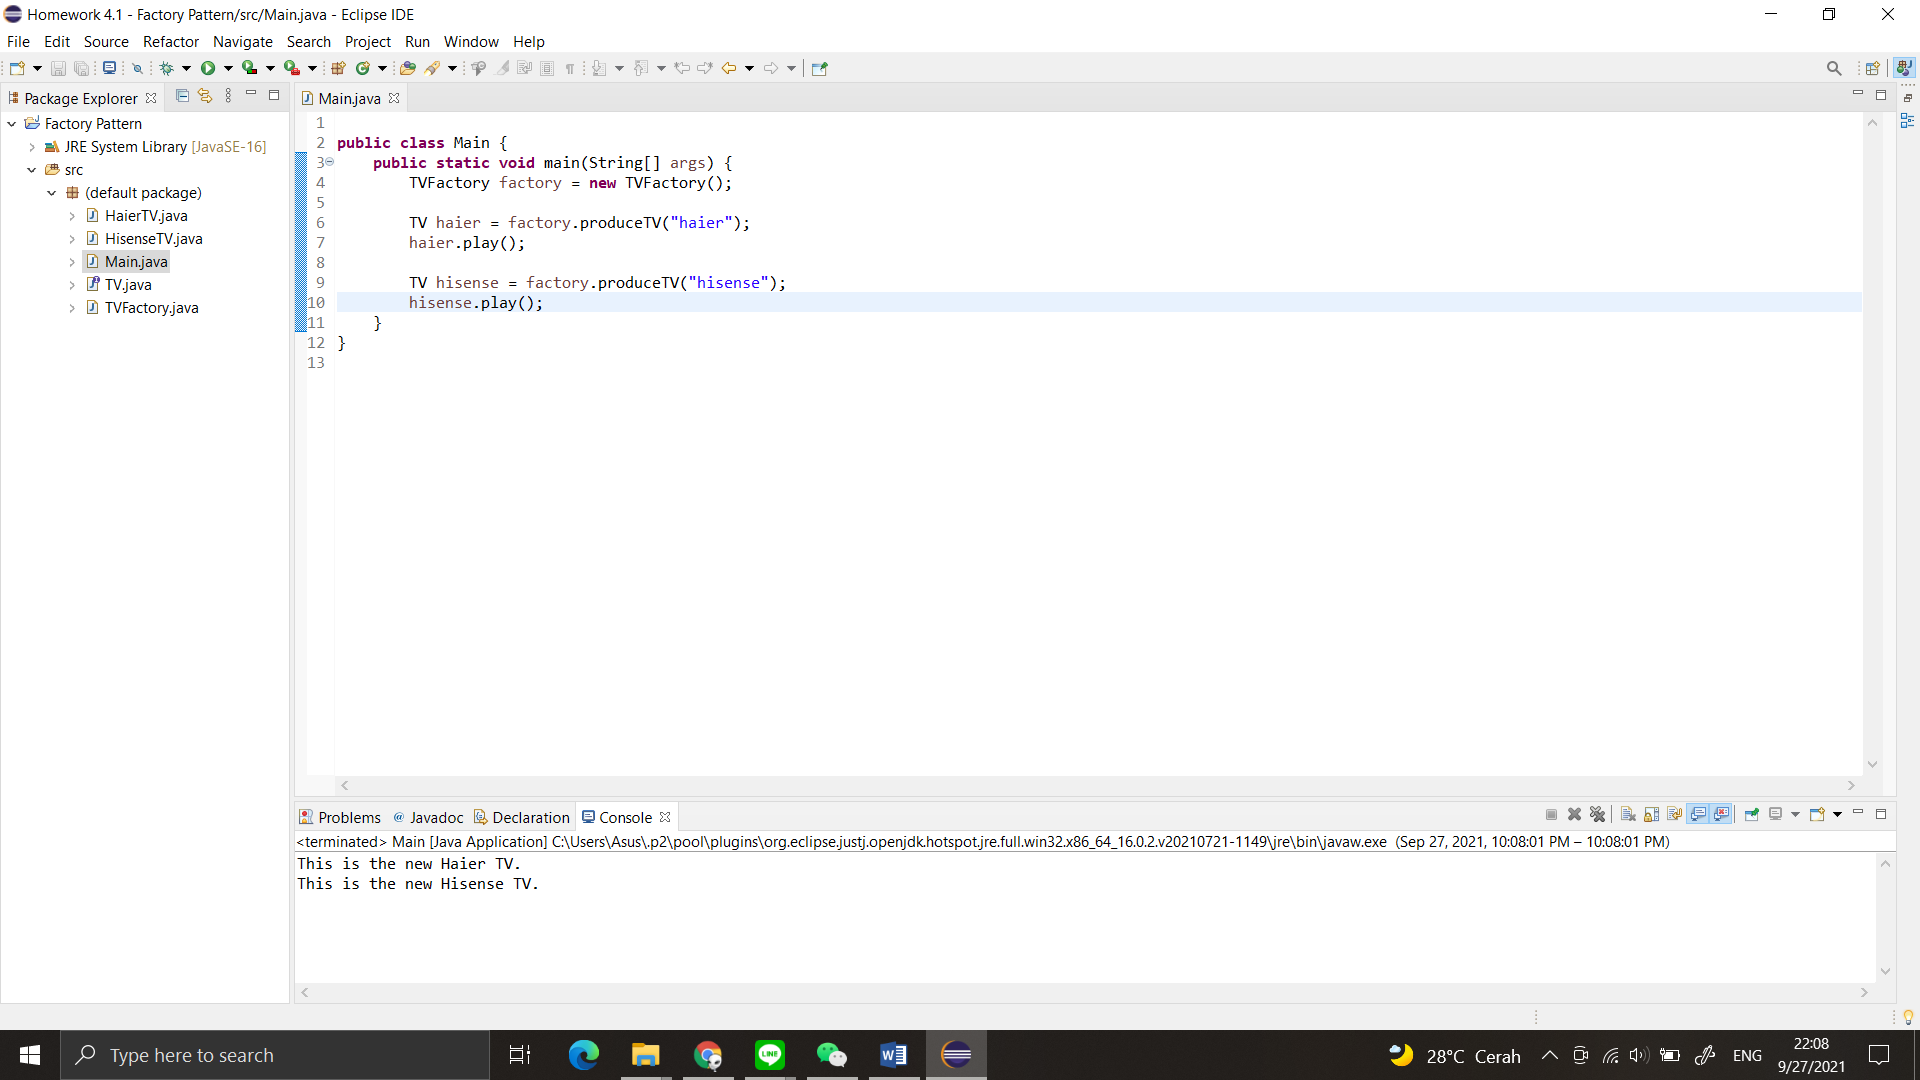 Homework 4.1 - Factory Pattern/src/Main.java - Eclipse IDE
File Edit Source Refactor Navigate Search Project Run Window Help
Package Explorer
Main.java
Factory Pattern
JRE System Library [JavaSE-16]
src
(default package)
HaierTV.java
HisenseTV.java
Main.java
TV.java
TVFactory.java
1
2 public class Main {
3 public static void main(String[] args) {
4 TVFactory factory = new TVFactory();
5
6 TV haier = factory.produceTV("haier");
7 haier.play();
8
9 TV hisense = factory.produceTV("hisense");
10 hisense.play();
11 }
12 }
13
Problems @ Javadoc Declaration Console
<terminated> Main [Java Application] C:\Users\Asus\.p2\pool\plugins\org.eclipse.justj.openjdk.hotspot.jre.full.win32.x86_64_16.0.2.v20210721-1149\jre\bin\javaw.exe (Sep 27, 2021, 10:08:01 PM – 10:08:01 PM)
This is the new Haier TV.
This is the new Hisense TV.
Type here to search
LINE
28°C Cerah
ENG
22:08
9/27/2021